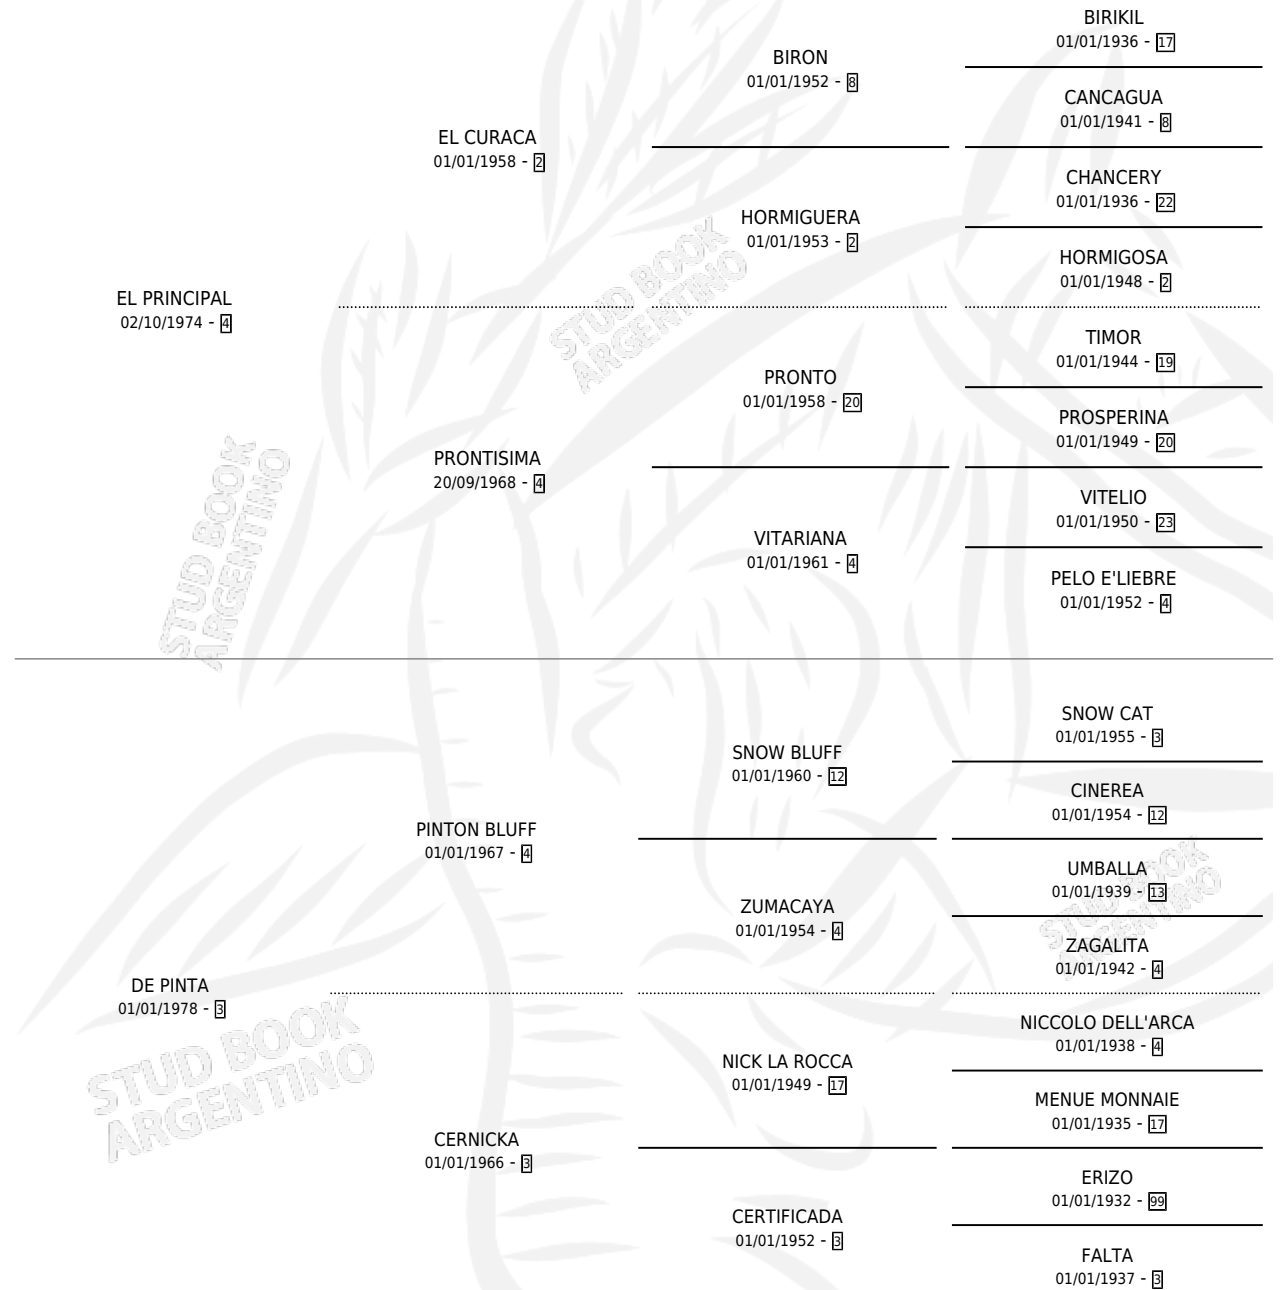 BIRIKIL
01/01/1936 - 17
BIRON
01/01/1952 - 8
CANCAGUA
01/01/1941 - 8
EL CURACA
01/01/1958 - 2
CHANCERY
01/01/1936 - 22
HORMIGUERA
01/01/1953 - 2
HORMIGOSA
01/01/1948 - 2
EL PRINCIPAL
02/10/1974 - 4
TIMOR
01/01/1944 - 19
PRONTO
01/01/1958 - 20
PROSPERINA
01/01/1949 - 20
PRONTISIMA
20/09/1968 - 4
VITELIO
01/01/1950 - 23
VITARIANA
01/01/1961 - 4
PELO E'LIEBRE
01/01/1952 - 4
SNOW CAT
01/01/1955 - 3
SNOW BLUFF
01/01/1960 - 12
CINEREA
01/01/1954 - 12
PINTON BLUFF
01/01/1967 - 4
UMBALLA
01/01/1939 - 13
ZUMACAYA
01/01/1954 - 4
ZAGALITA
01/01/1942 - 4
DE PINTA
01/01/1978 - 3
NICCOLO DELL'ARCA
01/01/1938 - 4
NICK LA ROCCA
01/01/1949 - 17
MENUE MONNAIE
01/01/1935 - 17
CERNICKA
01/01/1966 - 3
ERIZO
01/01/1932 - 99
CERTIFICADA
01/01/1952 - 3
FALTA
01/01/1937 - 3
STUD BOOK
ARGENTINO
STUD BOOK
ARGENTINO
STUD BOOK
ARGENTINO
STUD BOOK
ARGENTINO